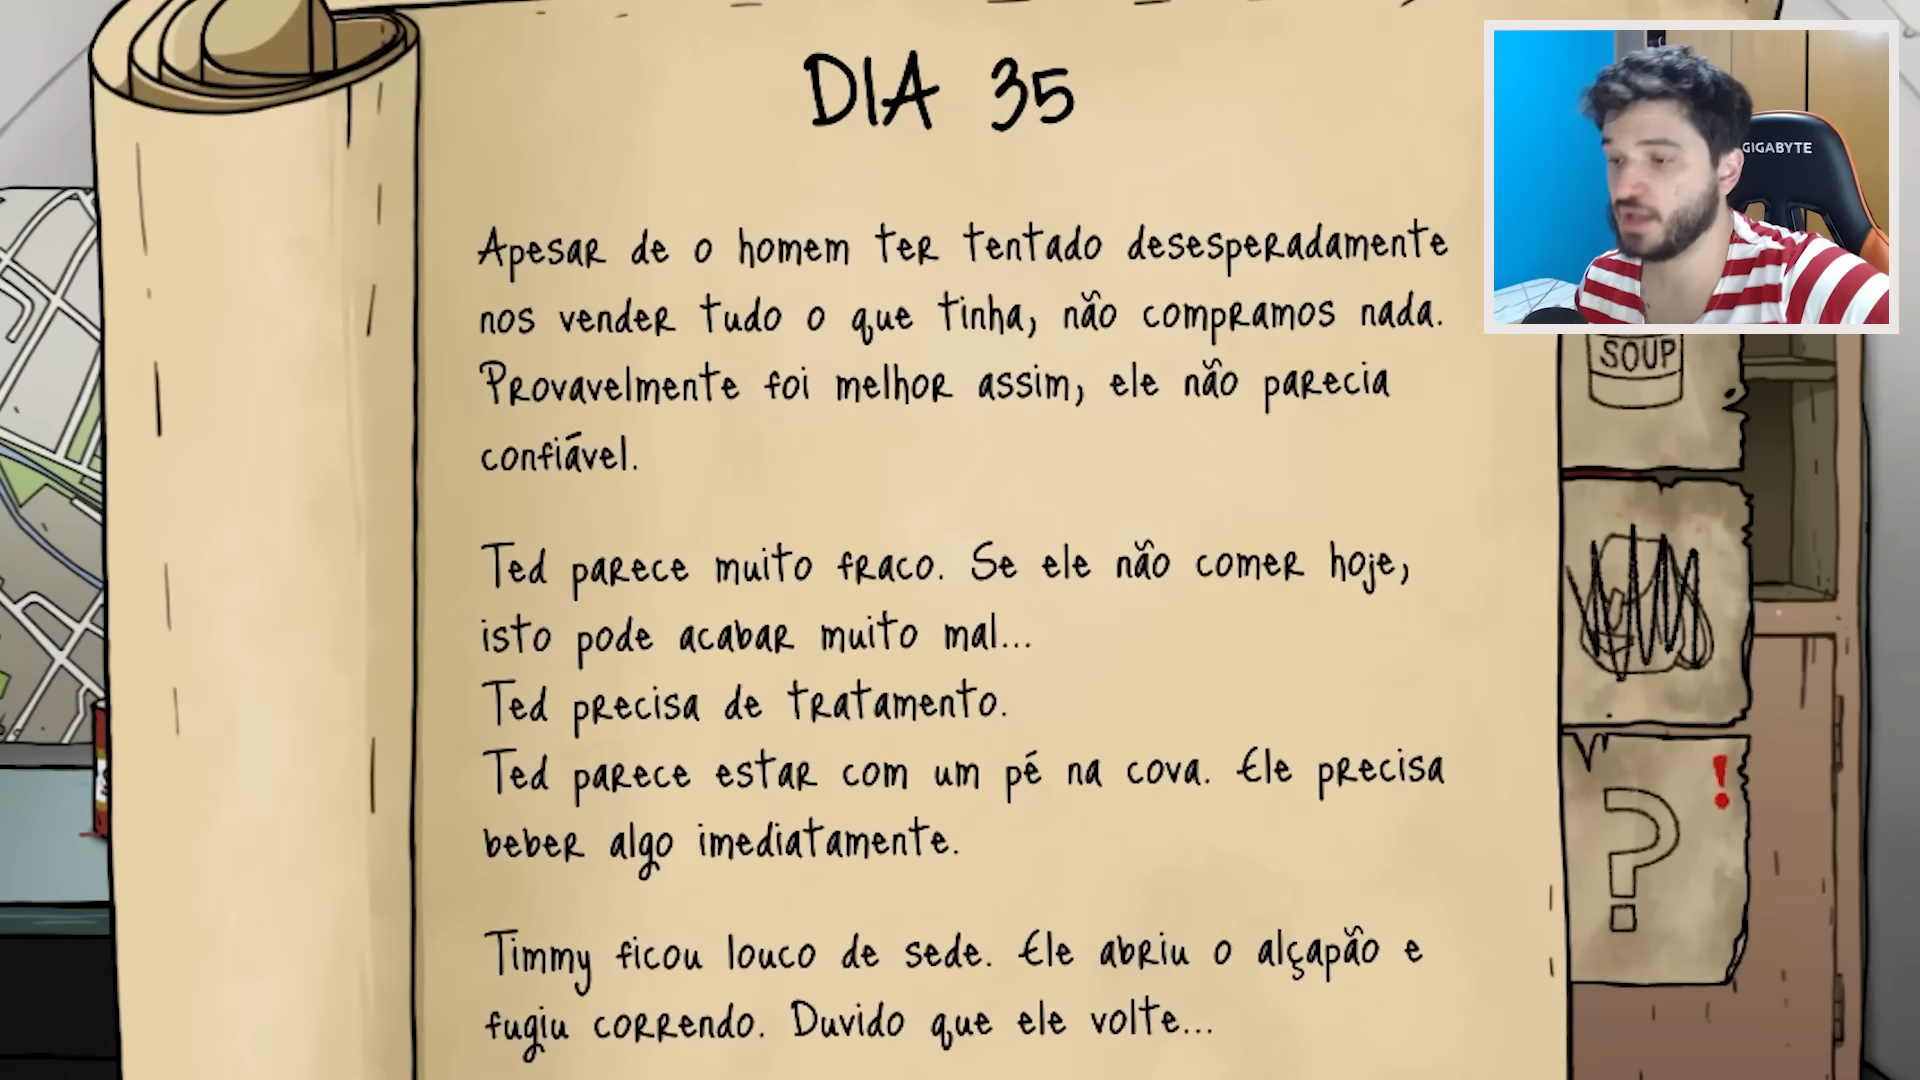 DIA 35
GIGABYTE
Apesar de o homem ter tentado desesperadamente
nos vender tudo o que tinha, não compramos nada.
Provavelmente foi melhor assim, ele não parecia
confiável.
SOUP
Ted parece muito fraco. Se ele não comer hoje,
isto pode acabar muito mal...
Ted precisa de tratamento.
Ted parece estar com um pé na cova. Ele precisa
beber algo imediatamente.
?
!
Timmy ficou louco de sede. Ele abriu o alçapão e
fugiu correndo. Duvido que ele volte...